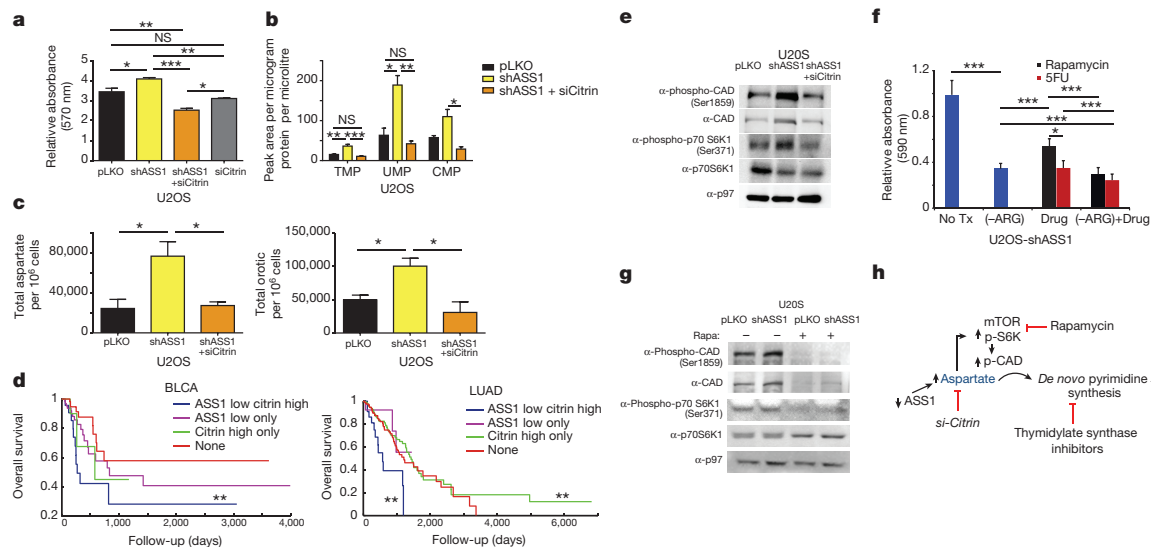 a
Relativve absorbance
(570 nm)
5
4
3
2
1
0
**
NS
**
*
***
*
pLKO
shASS1
shASS1
+siCitrin
siCitrin
U2OS
b
Peak area per microgram
protein per microlitre
250
200
150
100
50
0
NS
* **
NS
** ***
*
TMP
UMP
CMP
U2OS
pLKO
shASS1
shASS1 + siCitrin
c
Total aspartate
per 10⁶ cells
80,000
40,000
0
* *
pLKO
shASS1
shASS1
+siCitrin
U2OS
Total orotic
per 10⁶ cells
150,000
100,000
50,000
0
* *
pLKO
shASS1
shASS1
+siCitrin
U2OS
d
BLCA
ASS1 low citrin high
ASS1 low only
Citrin high only
None
Overall survival
1
0.8
0.6
0.4
0.2
**
0 1,000 2,000 3,000 4,000
Follow-up (days)
LUAD
ASS1 low citrin high
ASS1 low only
Citrin high only
None
Overall survival
1
0.8
0.6
0.4
0.2
0
** **
0 2,000 4,000 6,000
Follow-up (days)
e
U20S
pLKO shASS1 shASS1
+siCitrin
α-phospho-CAD
(Ser1859)
α-CAD
α-phospho-p70 S6K1
(Ser371)
α-p70S6K1
α-p97
f
Rapamycin
5FU
Relative absorbance
(590 nm)
1.2
0.9
0.6
0.3
0
***
***
***
***
***
*
No Tx (–ARG) Drug (–ARG)+Drug
U2OS-shASS1
g
U20S
pLKO shASS1 pLKO shASS1
Rapa: – – + +
α-Phospho-CAD
(Ser1859)
α-CAD
α-Phospho-p70 S6K1
(Ser371)
α-p70S6K1
α-p97
h
mTOR
p-S6K
Rapamycin
p-CAD
Aspartate
ASS1
si-Citrin
De novo pyrimidine
synthesis
Thymidylate synthase
inhibitors